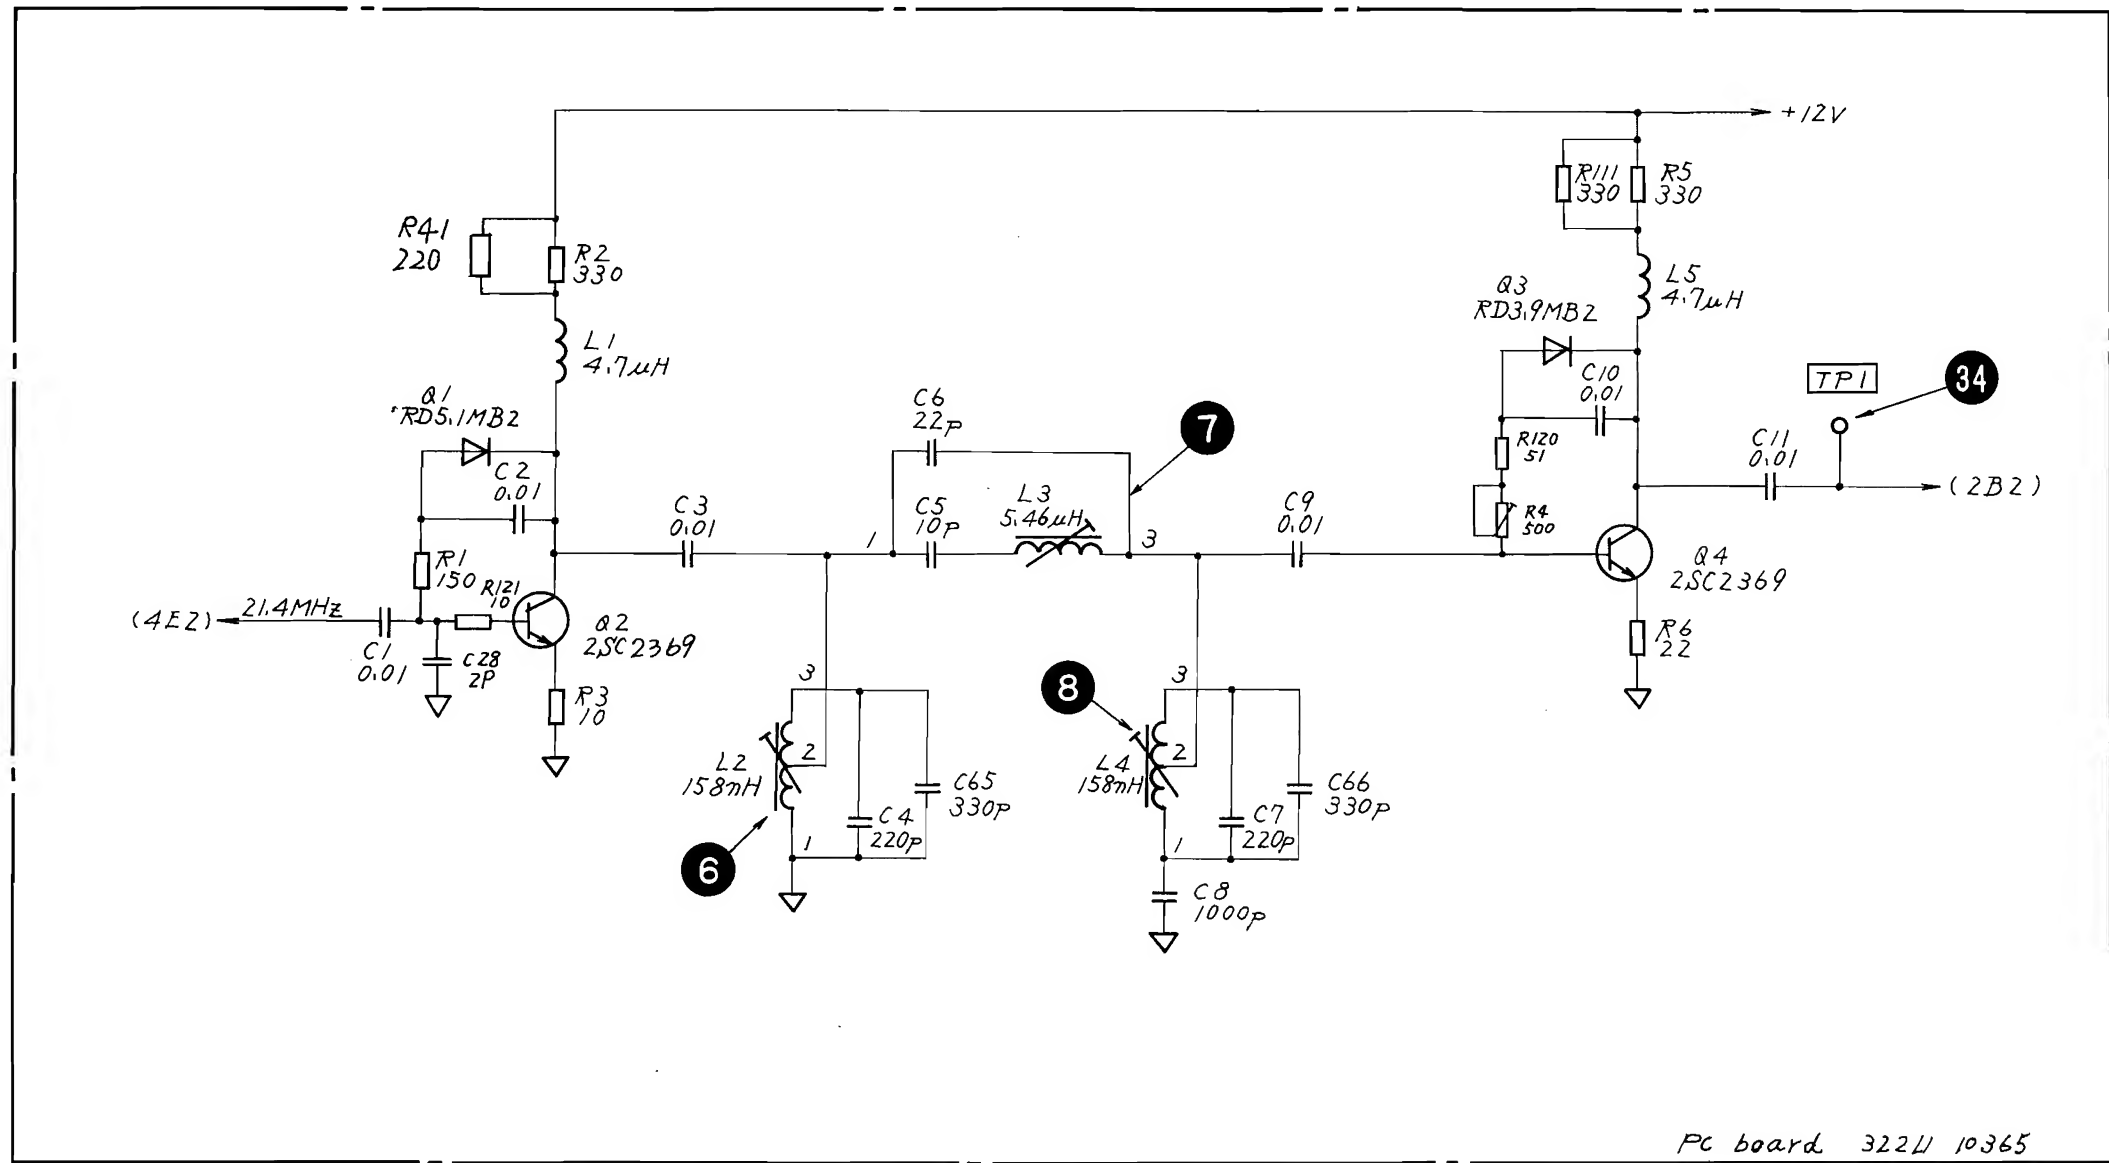 +12V
R111
330
R5
330
R41
220
R2
330
L1
4.7μH
Q3
RD3.9MB2
L5
4.7μH
Q1
RD5.1MB2
C2
0.01
C6
22P
7
C10
0.01
TP1
34
R120
51
C11
0.01
(2B2)
R1
150
R121
10
C3
0.01
1
C5
10P
L3
5.46μH
3
C9
0.01
R4
500
Q4
2SC2369
(4E2)
21.4MHz
C1
0.01
C28
2P
Q2
2SC2369
R3
10
R6
22
3
L2
158nH
2
1
C4
220P
C65
330P
6
8
3
L4
158nH
2
1
C7
220P
C66
330P
C8
1000P
PC board 322U 10365